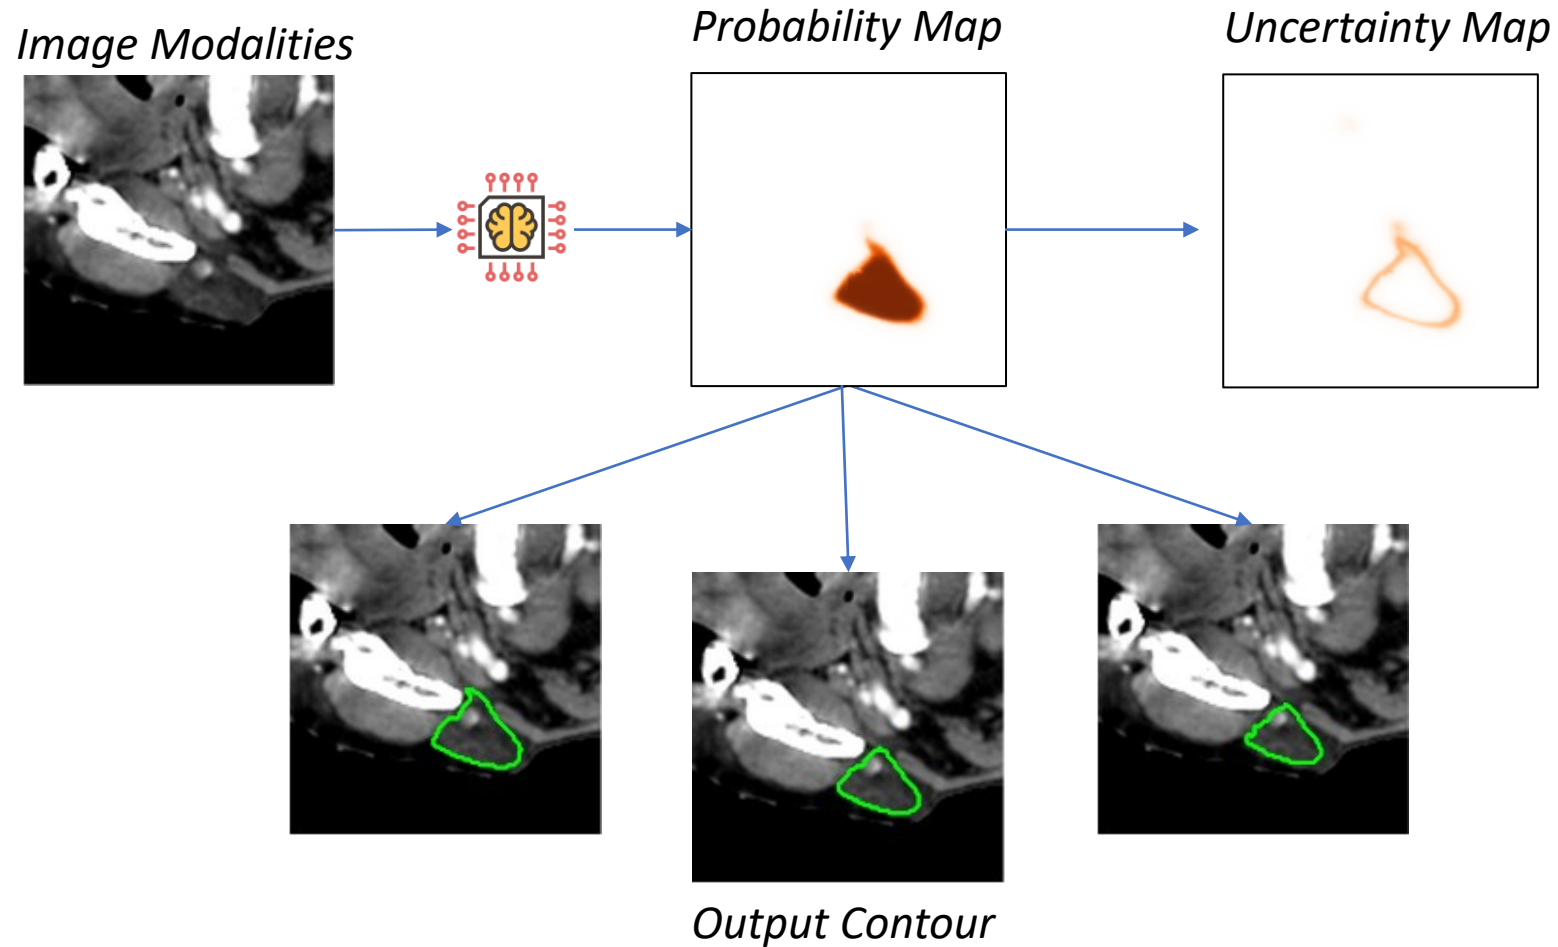 Image Modalities
Probability Map
Uncertainty Map
Output Contour